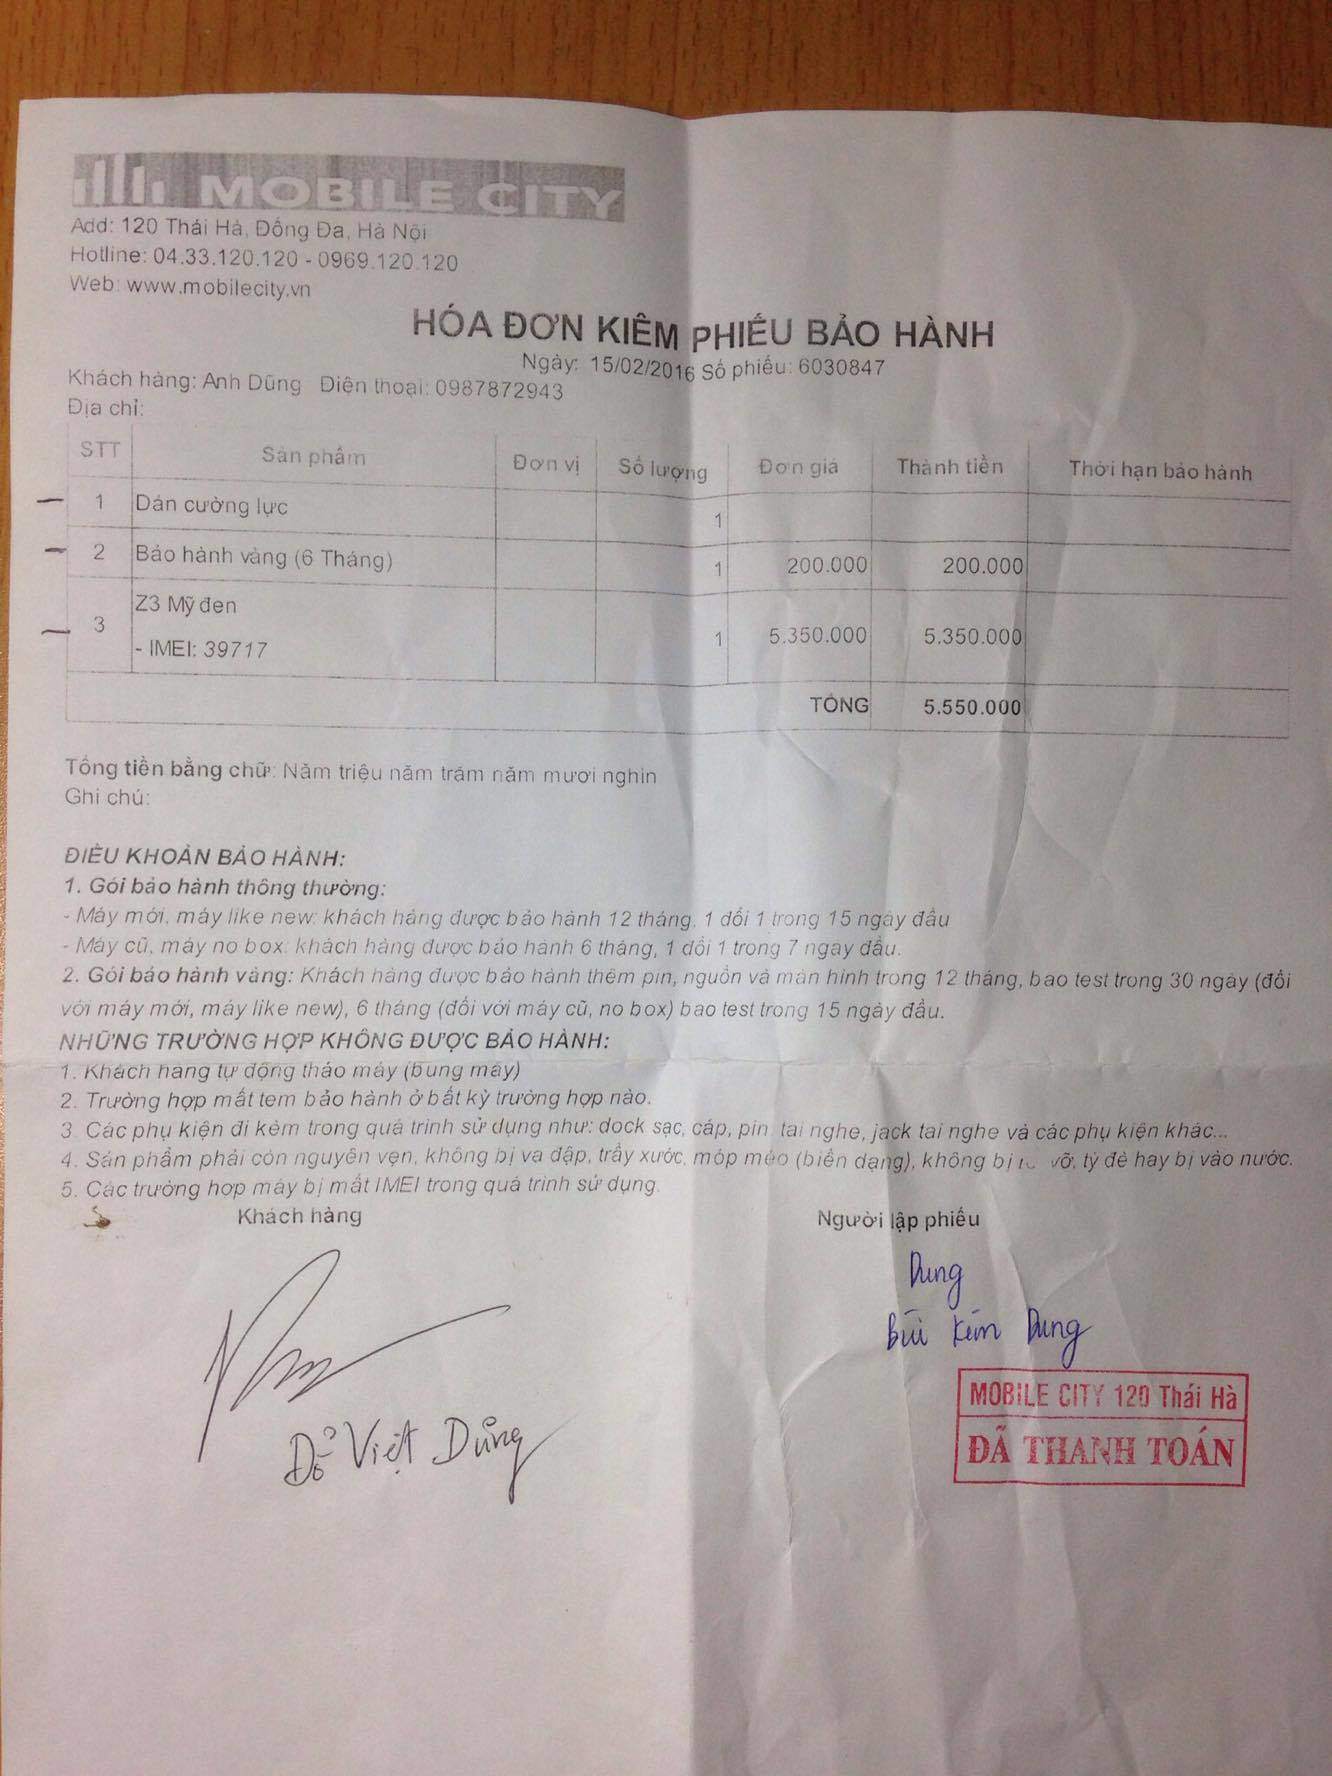 MOBILE CITY
Add: 120 Thái Hà, Đống Đa, Hà Nội
Hotline: 04.33.120.120 - 0969.120.120
Web: www.mobilecity.vn
HÓA ĐƠN KIÊM PHIẾU BẢO HÀNH
Ngày: 15/02/2016 Số phiếu: 6030847
Khách hàng: Anh Dũng Điện thoại: 0987872943
Địa chỉ:
STT Sản phẩm Đơn vị Số lượng Đơn giá Thành tiền Thời hạn bảo hành
1 Dán cường lực 1
2 Bảo hành vàng (6 Tháng) 1 200.000 200.000
3 Z3 Mỹ đen
- IMEI: 39717 1 5.350.000 5.350.000
TỔNG 5.550.000
Tổng tiền bằng chữ: Năm triệu năm trăm năm mươi nghìn
Ghi chú:
ĐIỀU KHOẢN BẢO HÀNH:
1. Gói bảo hành thông thường:
- Máy mới, máy like new: khách hàng được bảo hành 12 tháng, 1 đổi 1 trong 15 ngày đầu
- Máy cũ, máy no box: khách hàng được bảo hành 6 tháng, 1 đổi 1 trong 7 ngày đầu.
2. Gói bảo hành vàng: Khách hàng được bảo hành thêm pin, nguồn và màn hình trong 12 tháng, bao test trong 30 ngày (đối
với máy mới, máy like new), 6 tháng (đối với máy cũ, no box) bao test trong 15 ngày đầu.
NHỮNG TRƯỜNG HỢP KHÔNG ĐƯỢC BẢO HÀNH:
1. Khách hàng tự động tháo máy (bung máy)
2. Trường hợp mất tem bảo hành ở bất kỳ trường hợp nào.
3. Các phụ kiện đi kèm trong quá trình sử dụng như: dock sạc, cáp, pin, tai nghe, jack tai nghe và các phụ kiện khác...
4. Sản phẩm phải còn nguyên vẹn, không bị va đập, trầy xước, móp méo (biến dạng), không bị vỡ, tỳ đè hay bị vào nước.
5. Các trường hợp máy bị mất IMEI trong quá trình sử dụng.
Khách hàng Người lập phiếu
Dung
Bùi Kim Dung
Đỗ Việt Dũng
MOBILE CITY 120 Thái Hà
ĐÃ THANH TOÁN